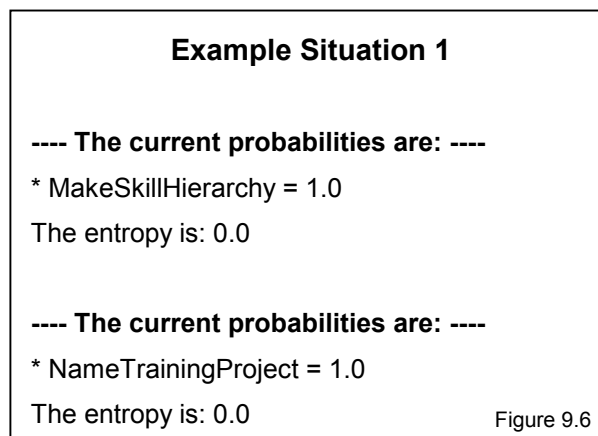 Example Situation 1
---- The current probabilities are: ----
* MakeSkillHierarchy = 1.0
The entropy is: 0.0
---- The current probabilities are: ----
* NameTrainingProject = 1.0
The entropy is: 0.0
Figure 9.6